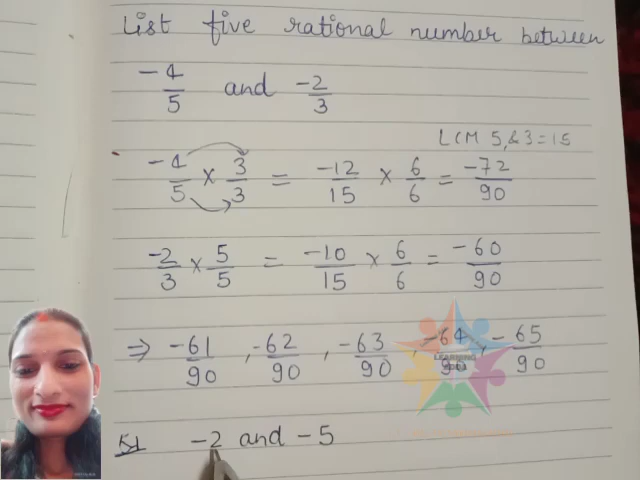 List five rational number between
-4/5 and -2/3
LCM 5,&3=15
-4/5 × 3/3 = -12/15 × 6/6 = -72/90
-2/3 × 5/5 = -10/15 × 6/6 = -60/90
⇒ -61/90, -62/90, -63/90, -64/90, -65/90
LEARNING
-2 and -5